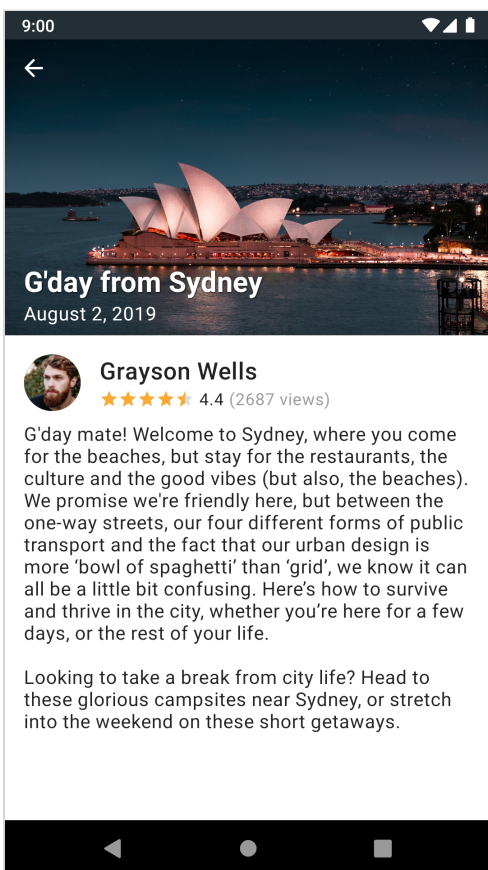 9:00
G'day from Sydney
August 2, 2019
Grayson Wells
4.4 (2687 views)
G'day mate! Welcome to Sydney, where you come
for the beaches, but stay for the restaurants, the
culture and the good vibes (but also, the beaches).
We promise we're friendly here, but between the
one-way streets, our four different forms of public
transport and the fact that our urban design is
more ‘bowl of spaghetti’ than ‘grid’, we know it can
all be a little bit confusing. Here’s how to survive
and thrive in the city, whether you’re here for a few
days, or the rest of your life.
Looking to take a break from city life? Head to
these glorious campsites near Sydney, or stretch
into the weekend on these short getaways.